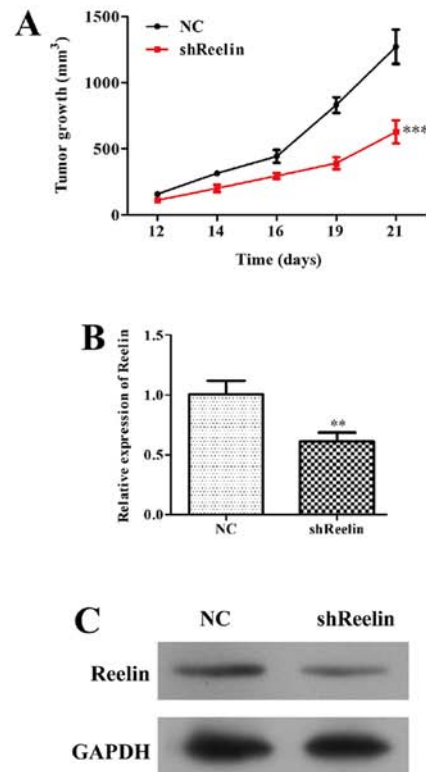 A
NC
shReelin
Tumor growth (mm³)
1500
1000
500
0
***
12 14 16 19 21
Time (days)
B
Relative expression of Reelin
1.5
1.0
0.5
0.0
**
NC shReelin
C
NC shReelin
Reelin
GAPDH